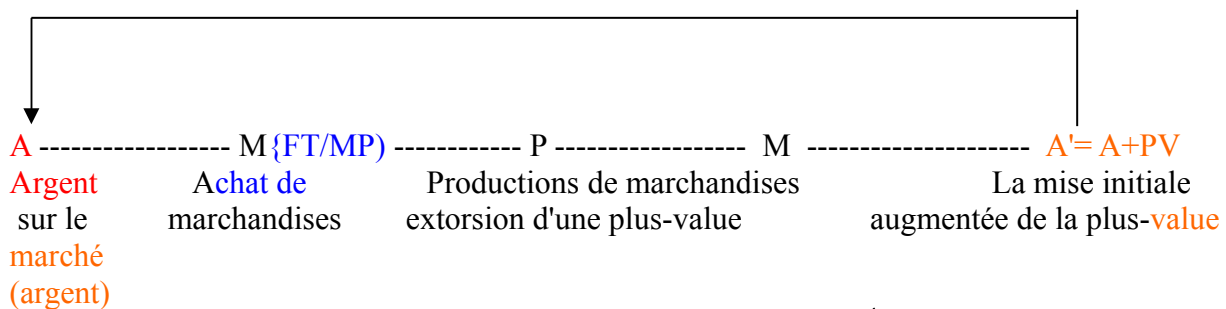 A ------------------ M{FT/MP) ------------ P ------------------ M --------------------- A'= A+PV
Argent Achat de Productions de marchandises La mise initiale
sur le marchandises extorsion d'une plus-value augmentée de la plus-value
marché
(argent)